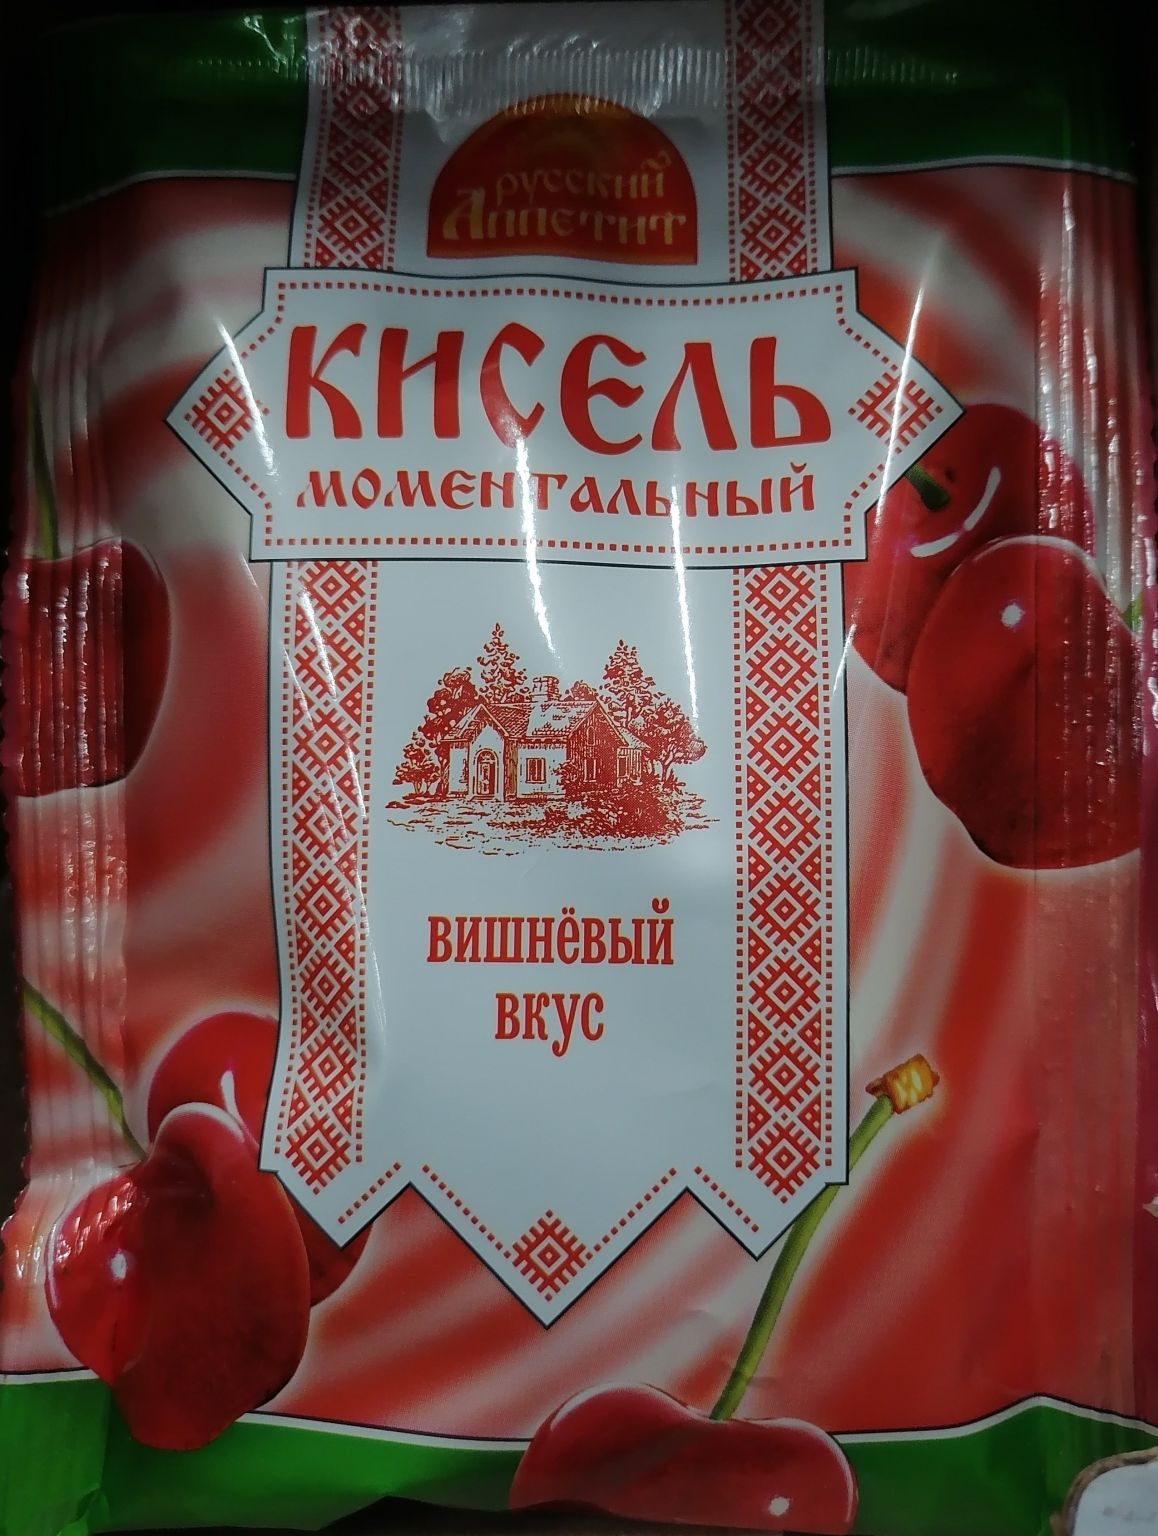 русский
Аппетит
КИСЕЛЬ
моментальный
ВИШНЁВЫЙ
ВКУС